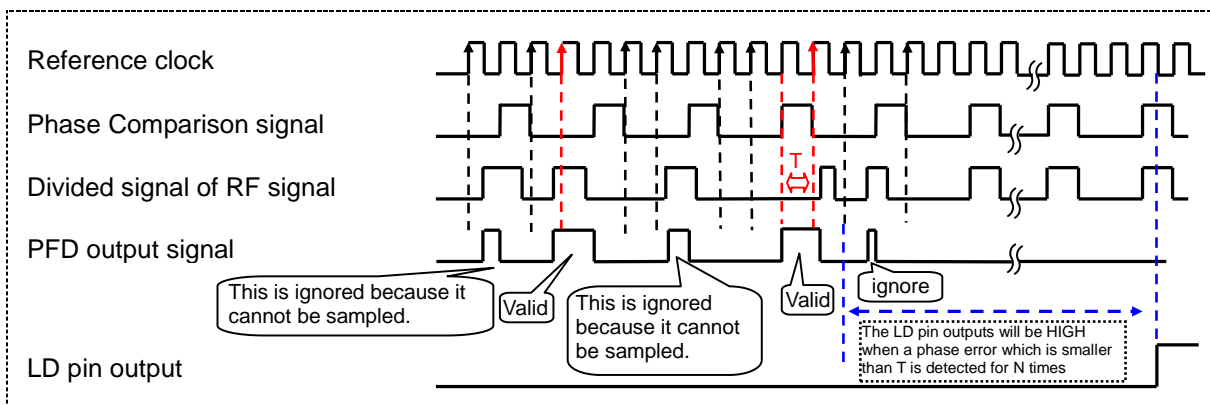 Reference clock
Phase Comparison signal
T
Divided signal of RF signal
PFD output signal
This is ignored because it
cannot be sampled.
Valid
This is ignored
because it cannot
be sampled.
Valid
ignore
The LD pin outputs will be HIGH
when a phase error which is smaller
than T is detected for N times
LD pin output